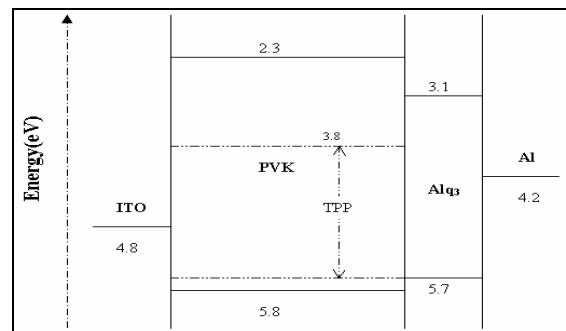 Energy(eV)
2.3
3.1
3.8
PVK
Al
Alq3
ITO
TPP
4.2
4.8
5.7
5.8